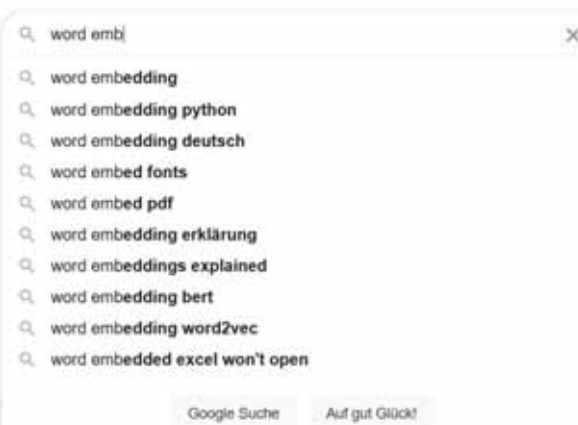 word emb
word embedding
word embedding python
word embedding deutsch
word embed fonts
word embed pdf
word embedding erklärung
word embeddings explained
word embedding bert
word embedding word2vec
word embedded excel won't open
Google Suche Auf gut Glück!